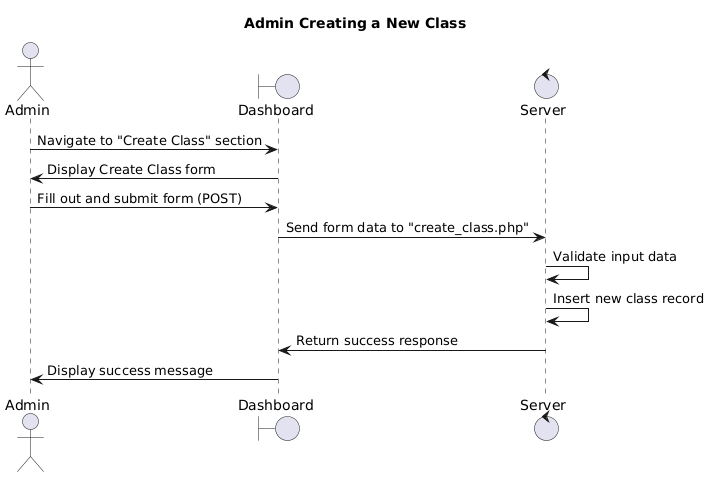 Admin Creating a New Class
Admin
Dashboard
Server
Navigate to "Create Class" section
Display Create Class form
Fill out and submit form (POST)
Send form data to "create_class.php"
Validate input data
Insert new class record
Return success response
Display success message
Admin
Dashboard
Server